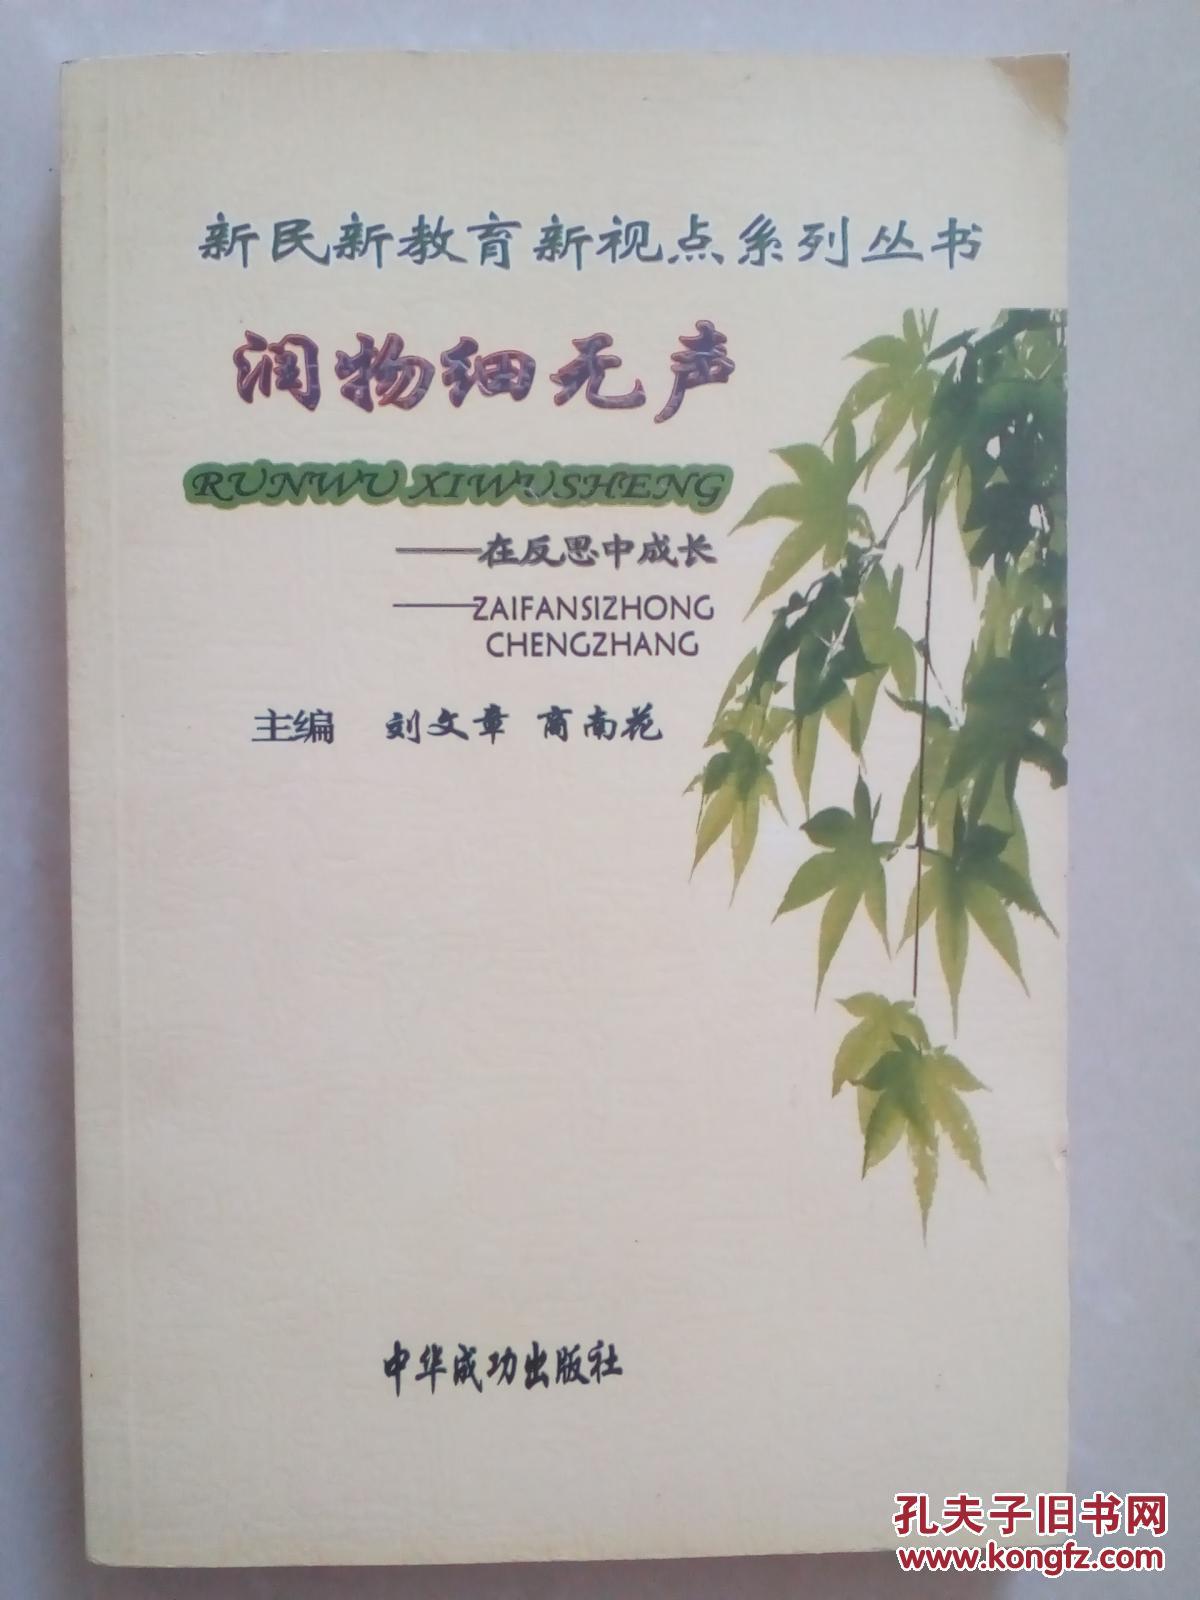 新民新教育新视点系列丛书
润物细无声
RUNWU XIWUSHENG
——在反思中成长
——ZAIFANSIZHONG
CHENGZHANG
主编 刘文章 商南花
中华成功出版社
孔夫子旧书网
www.kongfz.com